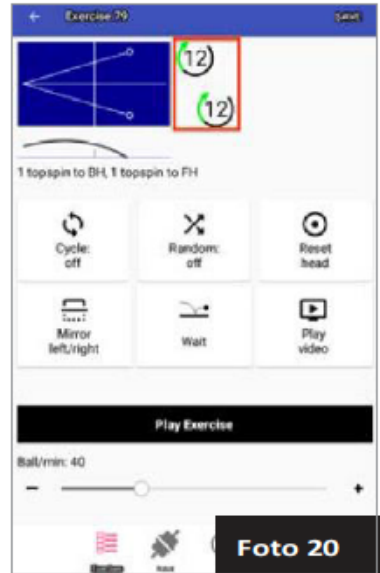 Exercise 79
SAVE
12
12
1 topspin to BH, 1 topspin to FH
Cycle:
off
Random:
off
Reset
head
Mirror
left/right
Wait
Play
video
Play Exercise
Ball/min: 40
- +
Foto 20